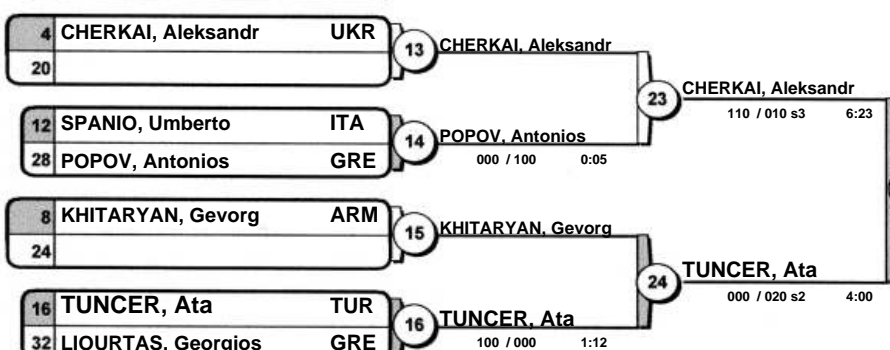 4 CHERKAI, Aleksandr UKR
20
13 CHERKAI, Aleksandr
12 SPANIO, Umberto ITA
28 POPOV, Antonios GRE
14 POPOV, Antonios
000 / 100 0:05
23 CHERKAI, Aleksandr
110 / 010 s3 6:23
8 KHITARYAN, Gevorg ARM
24
15 KHITARYAN, Gevorg
16 TUNCER, Ata TUR
32 LIOURTAS, Georgios GRE
16 TUNCER, Ata
100 / 000 1:12
24 TUNCER, Ata
000 / 020 s2 4:00